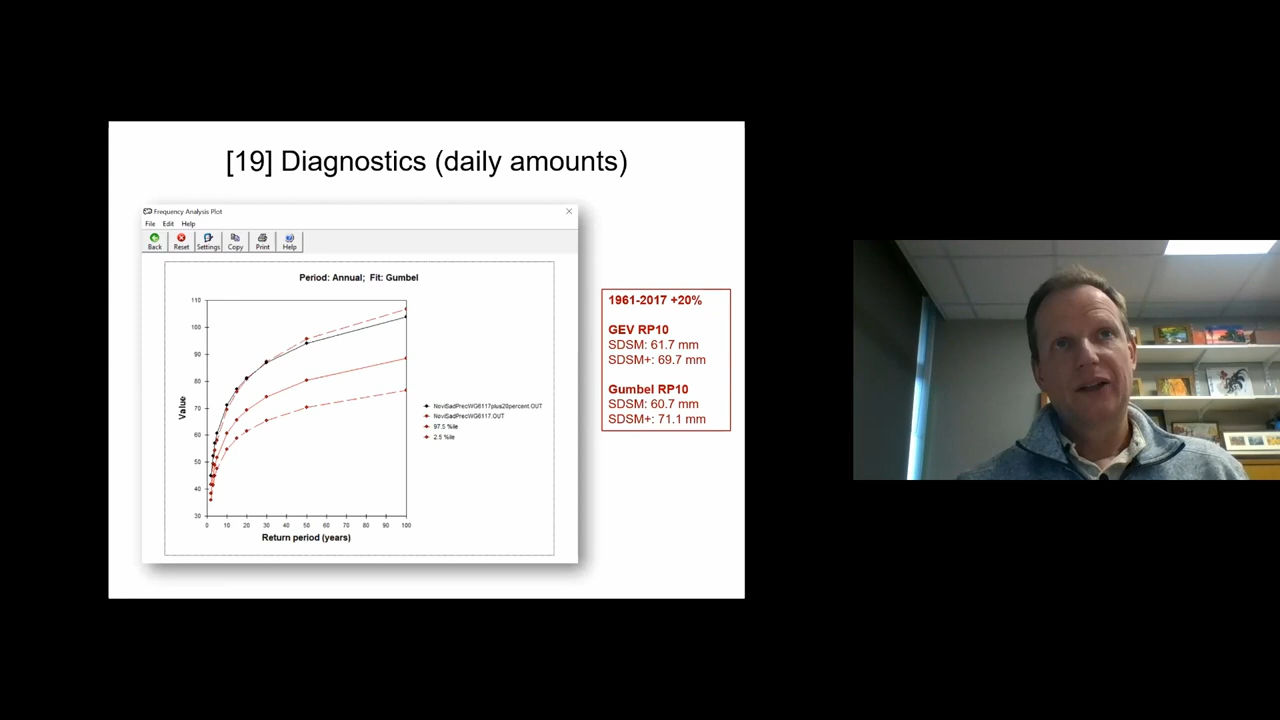 [19] Diagnostics (daily amounts)
Frequency Analysis Plot
File Edit Help
Back Reset Settings Copy Print Help
Period: Annual; Fit: Gumbel
110
100
90
80
70
60
50
40
30
Value
0 10 20 30 40 50 60 70 80 90 100
Return period (years)
NoviSadPrecWG6117plus20percent.OUT
NoviSadPrecWG6117.OUT
97.5 %ile
2.5 %ile
1961-2017 +20%
GEV RP10
SDSM: 61.7 mm
SDSM+: 69.7 mm
Gumbel RP10
SDSM: 60.7 mm
SDSM+: 71.1 mm